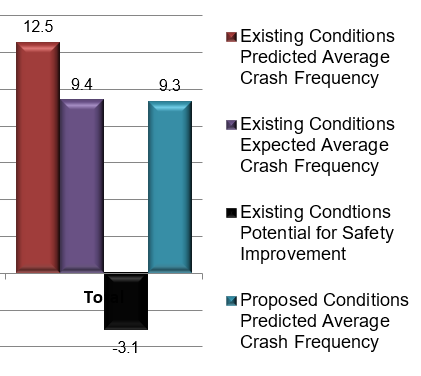 12.5
9.4
9.3
-3.1
Existing Conditions
Predicted Average
Crash Frequency
Existing Conditions
Expected Average
Crash Frequency
Existing Condtions
Potential for Safety
Improvement
Proposed Conditions
Predicted Average
Crash Frequency